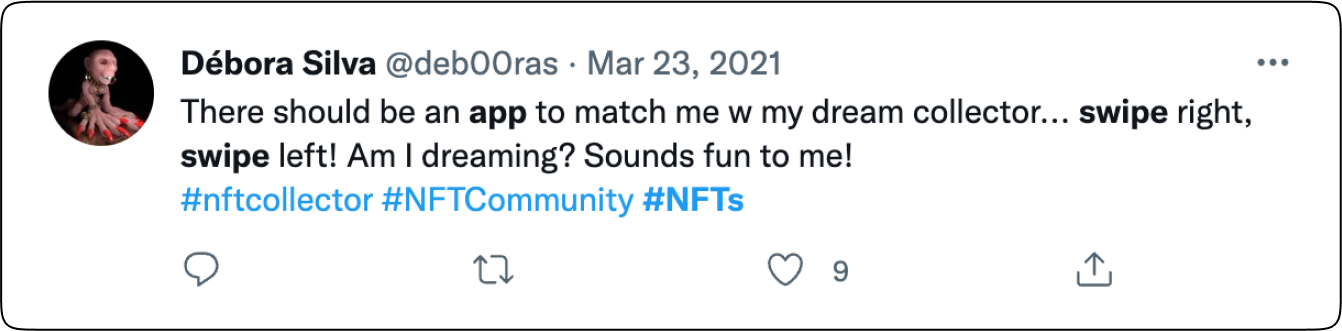 Débora Silva @deb00ras · Mar 23, 2021
There should be an app to match me w my dream collector... swipe right,
swipe left! Am I dreaming? Sounds fun to me!
#nftcollector #NFTCommunity #NFTs
9